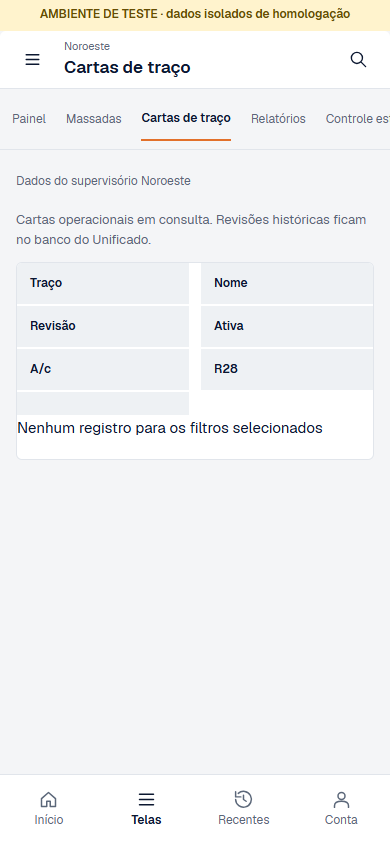 AMBIENTE DE TESTE · dados isolados de homologação
Noroeste
Cartas de traço
Painel Massadas Cartas de traço Relatórios Controle es
Dados do supervisório Noroeste
Cartas operacionais em consulta. Revisões históricas ficam
no banco do Unificado.
Traço Nome
Revisão Ativa
A/c R28
Nenhum registro para os filtros selecionados
Início Telas Recentes Conta